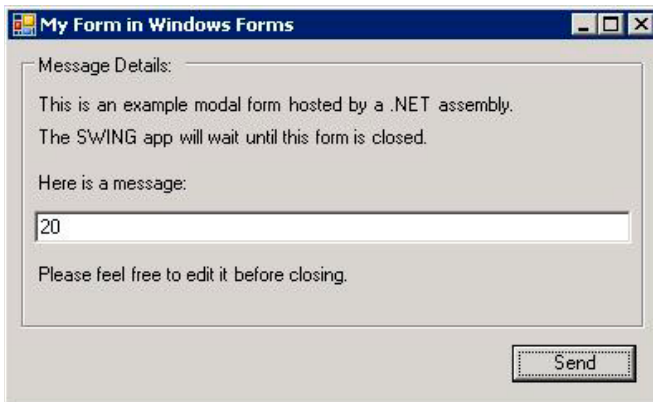 My Form in Windows Forms
Message Details:
This is an example modal form hosted by a .NET assembly.
The SWING app will wait until this form is closed.
Here is a message:
20
Please feel free to edit it before closing.
Send